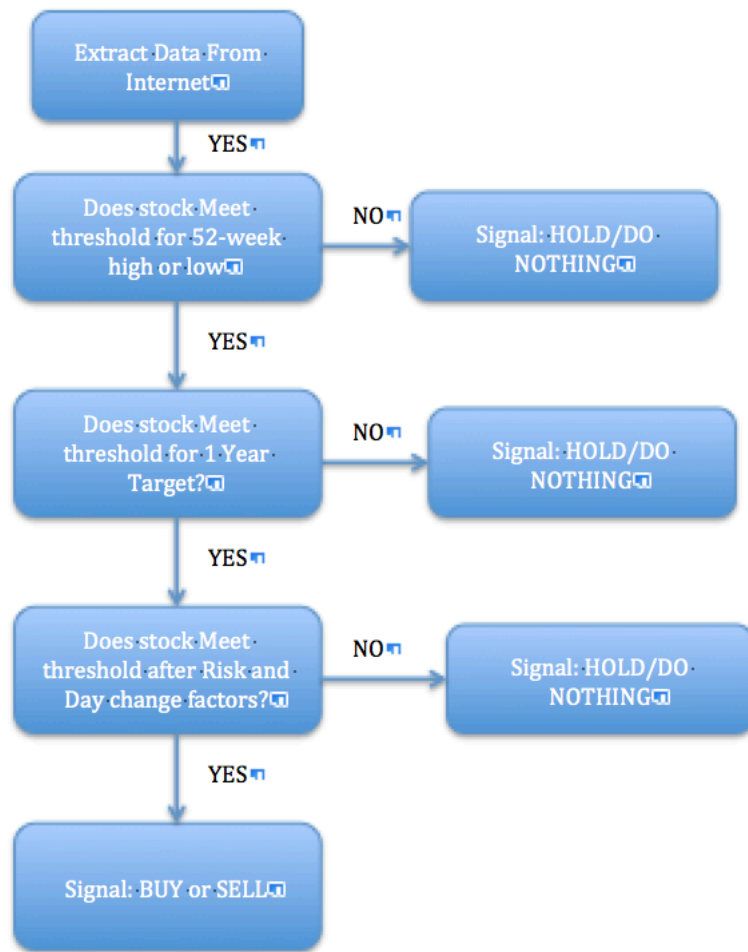 Extract Data From
Internet
YES
Does stock Meet
threshold for 52-week
high or low
NO
Signal: HOLD/DO
NOTHING
YES
Does stock Meet
threshold for 1 Year
Target?
NO
Signal: HOLD/DO
NOTHING
YES
Does stock Meet
threshold after Risk and
Day change factors?
NO
Signal: HOLD/DO
NOTHING
YES
Signal: BUY or SELL